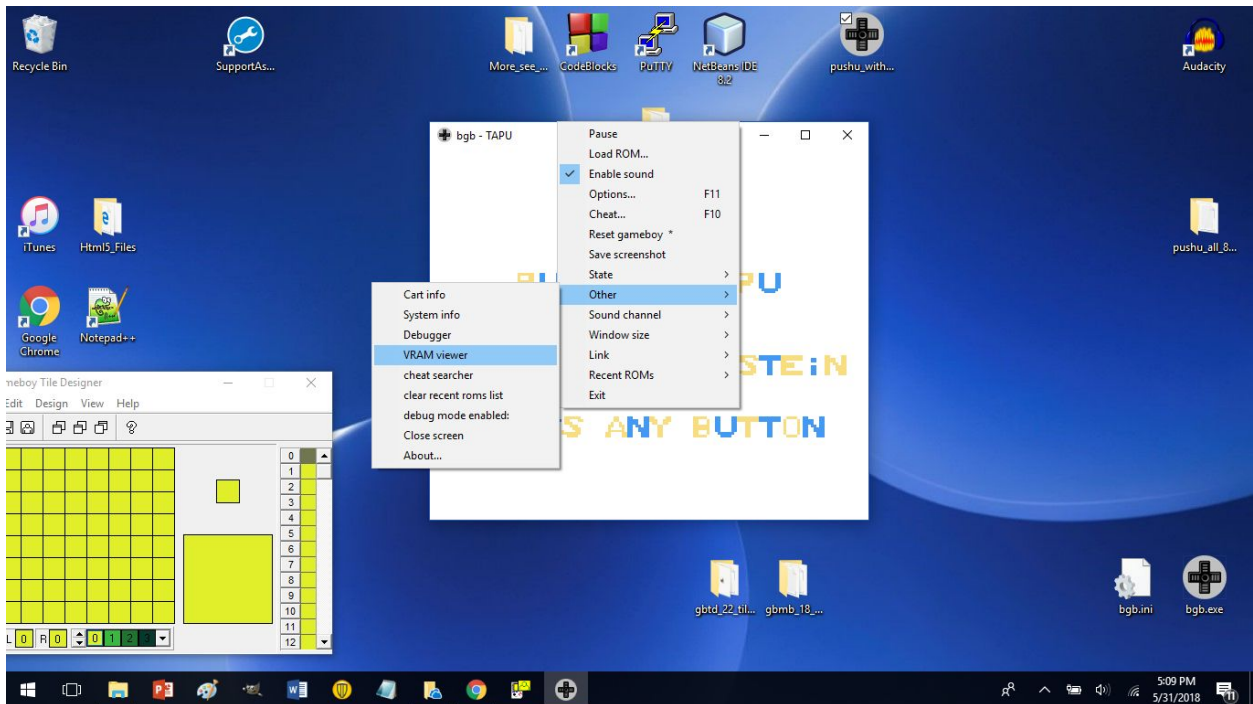 Recycle Bin
SupportAs...
More_see_...
CodeBlocks
PuTTY
NetBeans IDE
8.2
pushu_with...
Audacity
iTunes
Html5_Files
pushu_all_8...
Google
Chrome
Notepad++
bgb - TAPU
Pause
Load ROM...
Enable sound
Options... F11
Cheat... F10
Reset gameboy *
Save screenshot
State
Other
Sound channel
Window size
Link
Recent ROMs
Exit
Cart info
System info
Debugger
VRAM viewer
cheat searcher
clear recent roms list
debug mode enabled:
Close screen
About...
PU
STEiN
S ANY BUTTON
meboy Tile Designer
Edit Design View Help
0
1
2
3
4
5
6
7
8
9
10
11
12
L 0 R 0 0 1 2 3
gbtd_22_til...
gbmb_18_...
bgb.ini
bgb.exe
5:09 PM
5/31/2018
11